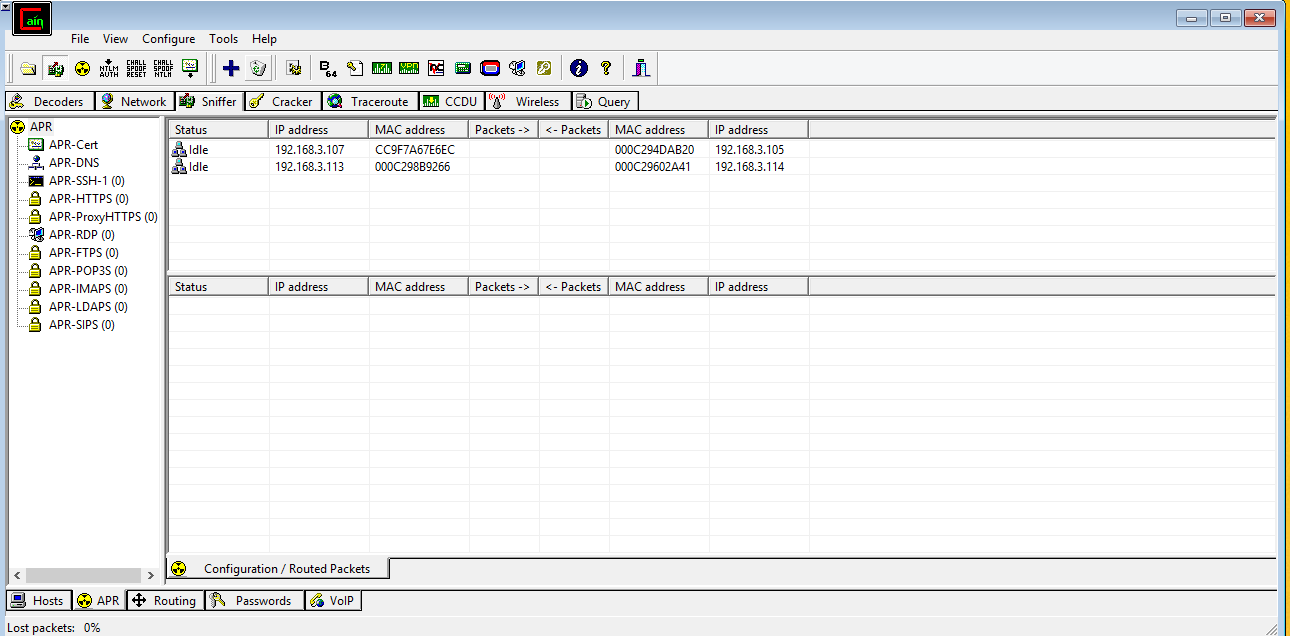 Cain
File View Configure Tools Help
NTLM AUTH CHALL SPOOF RESET CHALL SPOOF NTLM B64
Decoders Network Sniffer Cracker Traceroute CCDU Wireless Query
APR
APR-Cert
APR-DNS
APR-SSH-1 (0)
APR-HTTPS (0)
APR-ProxyHTTPS (0)
APR-RDP (0)
APR-FTPS (0)
APR-POP3S (0)
APR-IMAPS (0)
APR-LDAPS (0)
APR-SIPS (0)
Status IP address MAC address Packets -> <- Packets MAC address IP address
Idle 192.168.3.107 CC9F7A67E6EC 000C294DAB20 192.168.3.105
Idle 192.168.3.113 000C298B9266 000C29602A41 192.168.3.114
Status IP address MAC address Packets -> <- Packets MAC address IP address
Configuration / Routed Packets
Hosts APR Routing Passwords VoIP
Lost packets: 0%